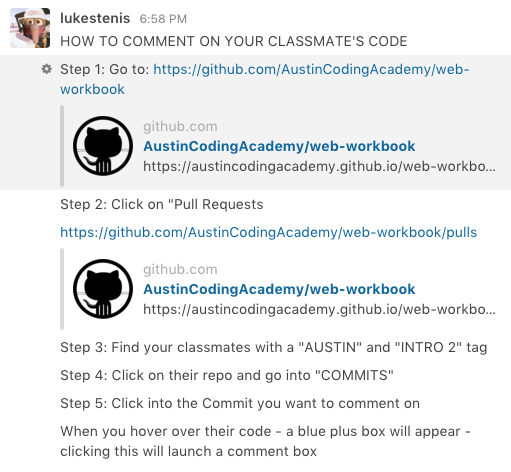 lukestenis 6:58 PM
HOW TO COMMENT ON YOUR CLASSMATE'S CODE
Step 1: Go to: https://github.com/AustinCodingAcademy/web-
workbook
github.com
AustinCodingAcademy/web-workbook
https://austincodingacademy.github.io/web-workbo...
Step 2: Click on "Pull Requests
https://github.com/AustinCodingAcademy/web-workbook/pulls
github.com
AustinCodingAcademy/web-workbook
https://austincodingacademy.github.io/web-workbo...
Step 3: Find your classmates with a "AUSTIN" and "INTRO 2" tag
Step 4: Click on their repo and go into "COMMITS"
Step 5: Click into the Commit you want to comment on
When you hover over their code - a blue plus box will appear -
clicking this will launch a comment box